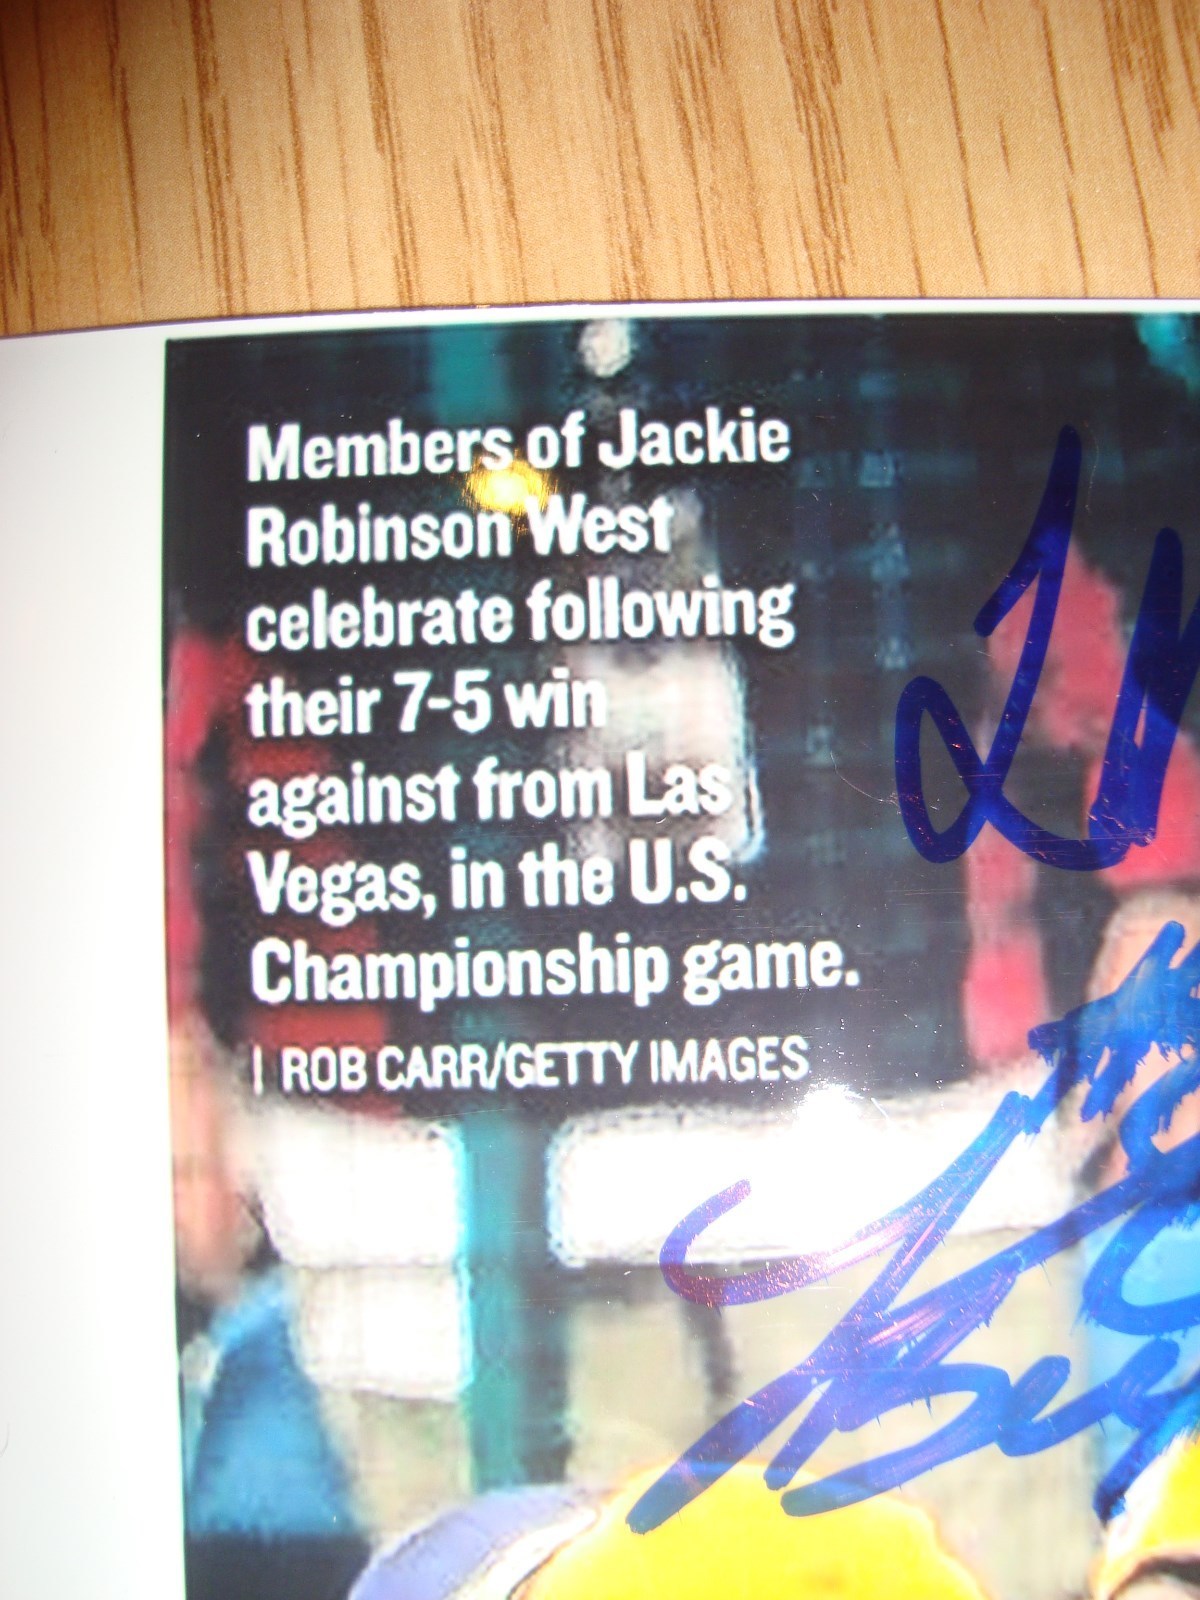 Members of Jackie
Robinson West
celebrate following
their 7-5 win
against from Las
Vegas, in the U.S.
Championship game.
| ROB CARR/GETTY IMAGES